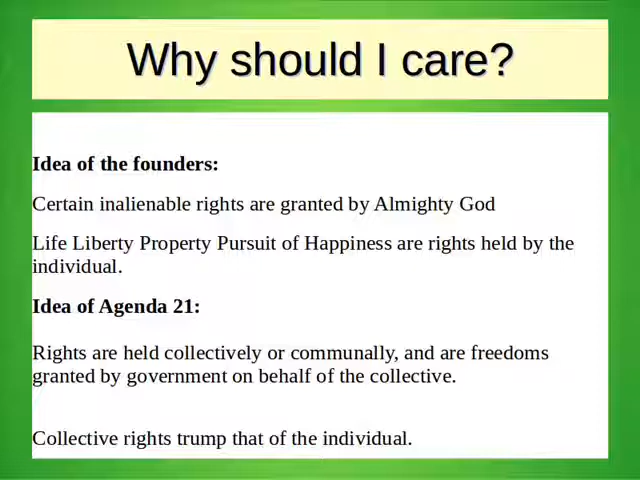 Why should I care?
Idea of the founders:
Certain inalienable rights are granted by Almighty God
Life Liberty Property Pursuit of Happiness are rights held by the
individual.
Idea of Agenda 21:
Rights are held collectively or communally, and are freedoms
granted by government on behalf of the collective.
Collective rights trump that of the individual.